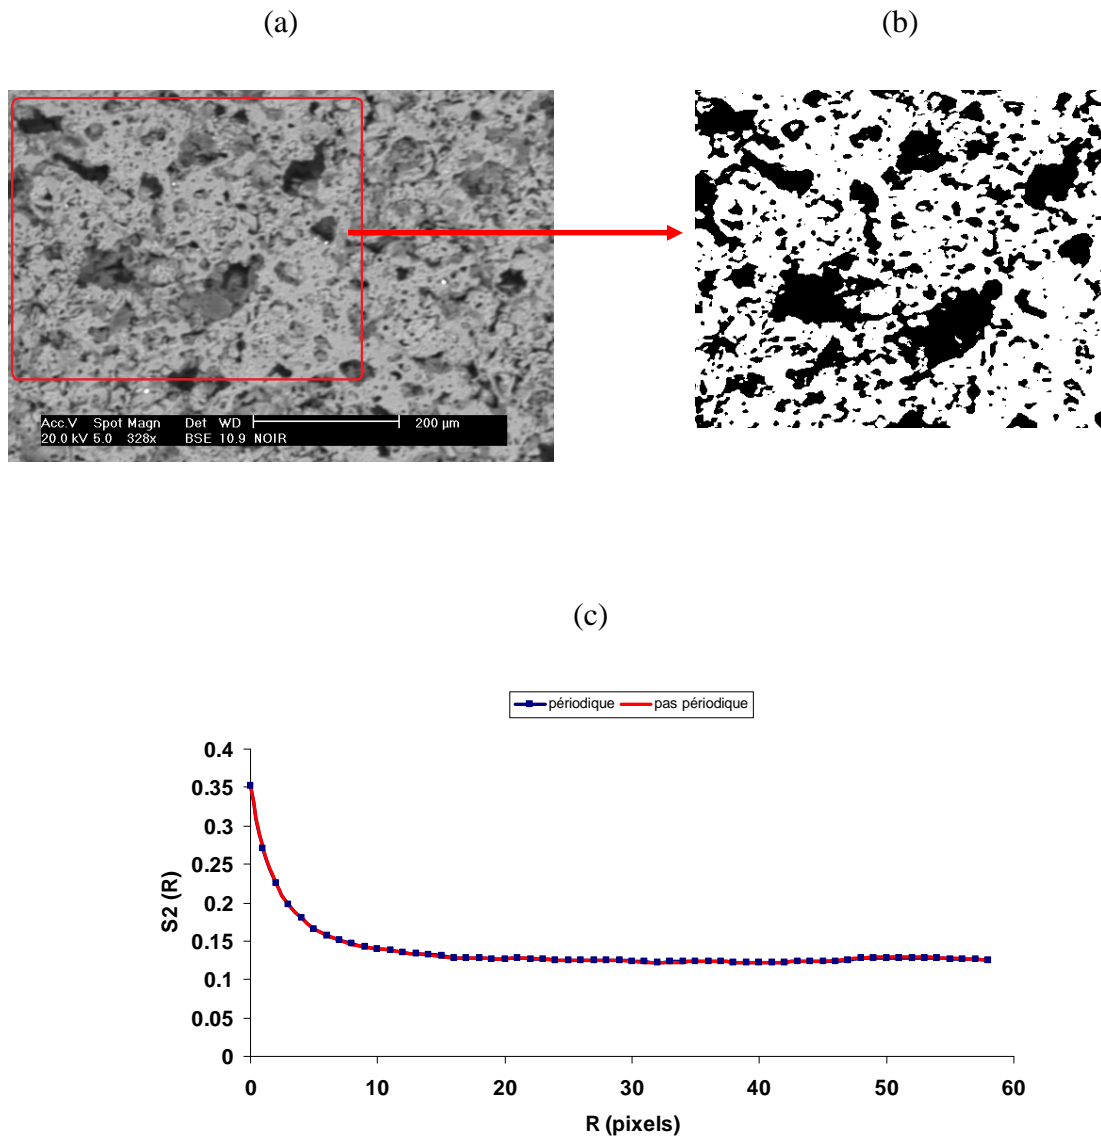 (a)
(b)
Acc.V Spot Magn Det WD 200 µm
20.0 kV 5.0 328x BSE 10.9 NOIR
(c)
périodique pas périodique
0.4
0.35
0.3
0.25
0.2
0.15
0.1
0.05
0
S2 (R)
0 10 20 30 40 50 60
R (pixels)